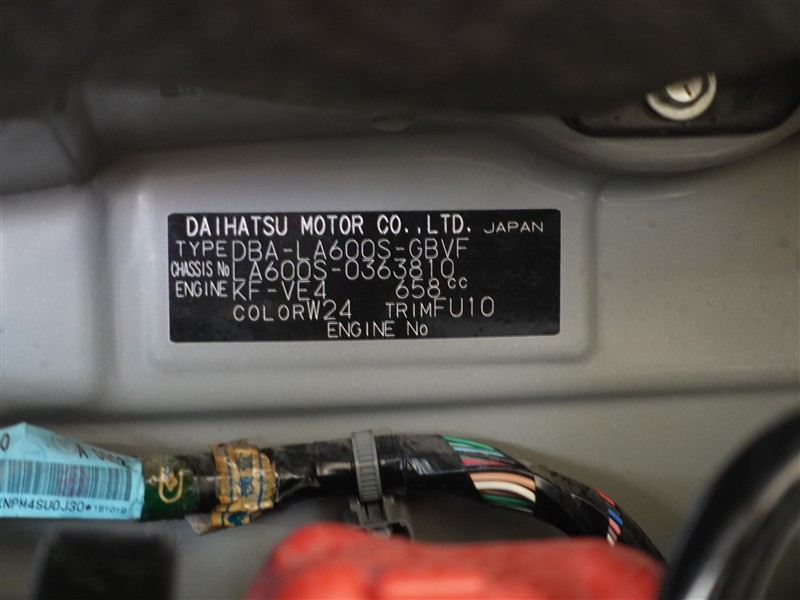 DAIHATSU MOTOR CO.,LTD. JAPAN
TYPE DBA-LA600S-GBVF
CHASSIS No LA600S-0363810
ENGINE KF-VE4 658cc
COLOR W24 TRIM FU10
ENGINE No
NPM4SU0J30*